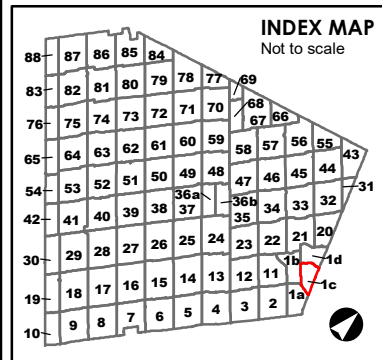 INDEX MAP
Not to scale
88 87 86 85 84
83 82 81 80 79 78 77 69
76 75 74 73 72 71 70 68 67 66
65 64 63 62 61 60 59 58 57 56 55 43
54 53 52 51 50 49 48 47 46 45 44 31
42 41 40 39 38 36a 37 36b 35 34 33 32
30 29 28 27 26 25 24 23 22 21 20
19 18 17 16 15 14 13 12 11 1b 1d
10 9 8 7 6 5 4 3 2 1a 1c